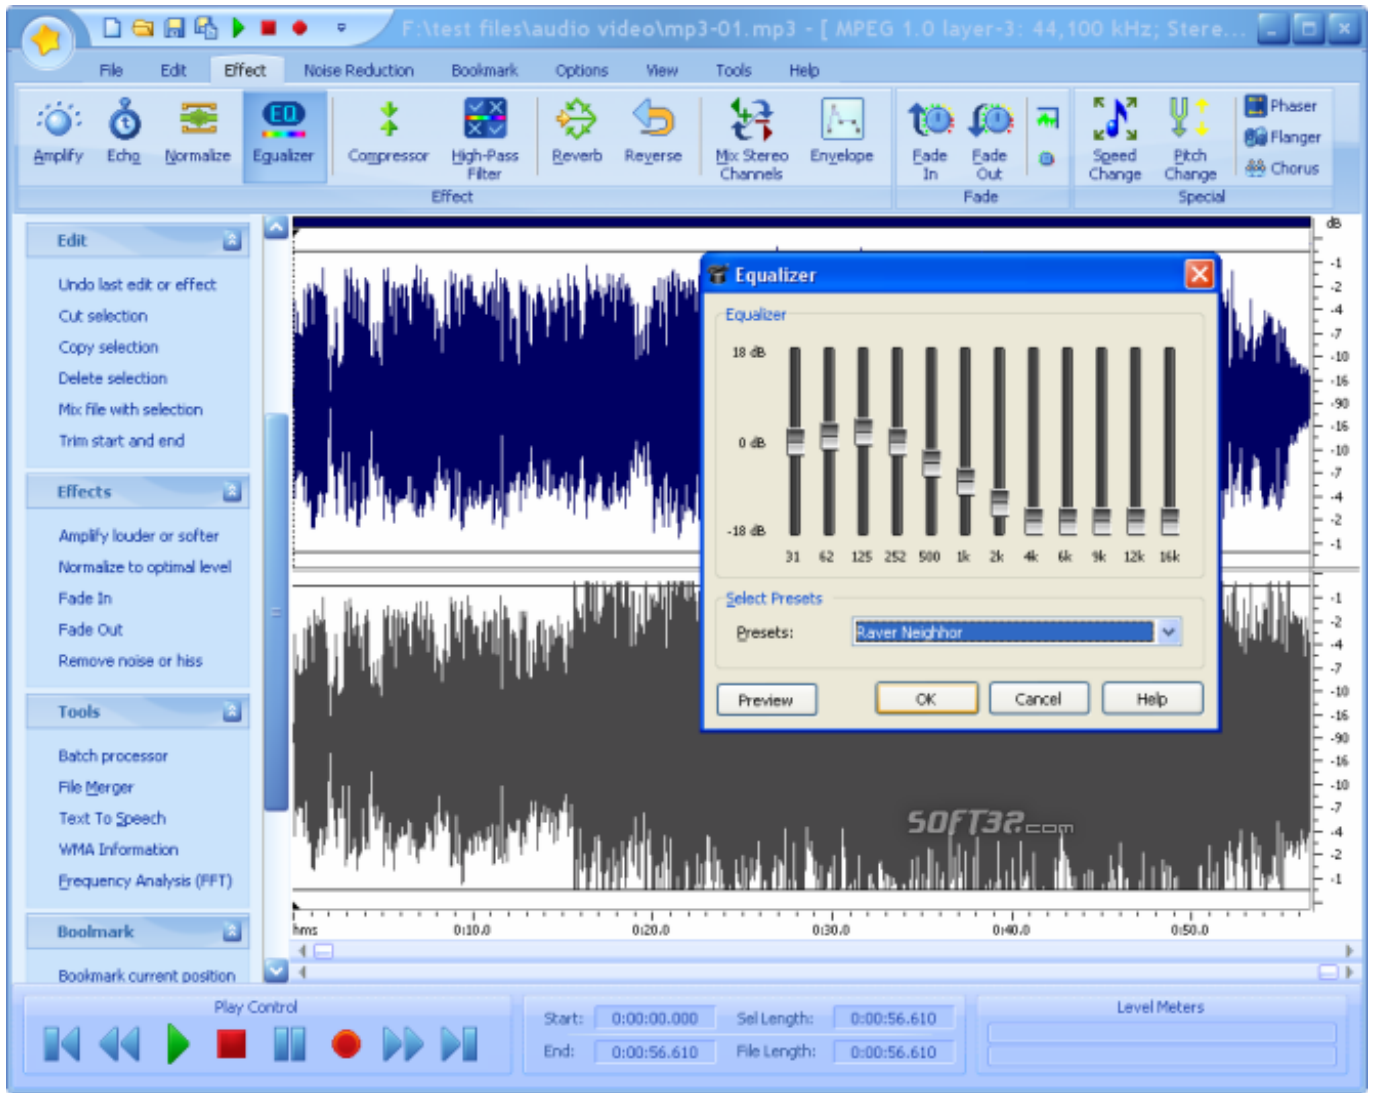 F:\test files\audio video\mp3-01.mp3 - [ MPEG 1.0 layer-3: 44,100 kHz; Stere...
File Edit Effect Noise Reduction Bookmark Options View Tools Help
Amplify Echo Normalize Equalizer Compressor High-Pass Filter Reverb Reverse Mix Stereo Channels Envelope Fade In Fade Out Speed Change Pitch Change
Phaser
Flanger
Chorus
Effect Fade Special
Edit
Undo last edit or effect
Cut selection
Copy selection
Delete selection
Mix file with selection
Trim start and end
Effects
Amplify louder or softer
Normalize to optimal level
Fade In
Fade Out
Remove noise or hiss
Tools
Batch processor
File Merger
Text To Speech
WMA Information
Frequency Analysis (FFT)
Bookmark
Bookmark current position
Equalizer
Equalizer
18 dB
0 dB
-18 dB
31 62 125 252 500 1k 2k 4k 6k 9k 12k 16k
Select Presets
Presets: Raver Neighhor
Preview OK Cancel Help
dB
-1
-2
-4
-7
-10
-16
-90
-16
-10
-7
-4
-2
-1
-1
-2
-4
-7
-10
-16
-90
-16
-10
-7
-4
-2
-1
SOFT32.com
hms 0:10.0 0:20.0 0:30.0 0:40.0 0:50.0
Play Control
Start: 0:00:00.000 Sel Length: 0:00:56.610
End: 0:00:56.610 File Length: 0:00:56.610
Level Meters